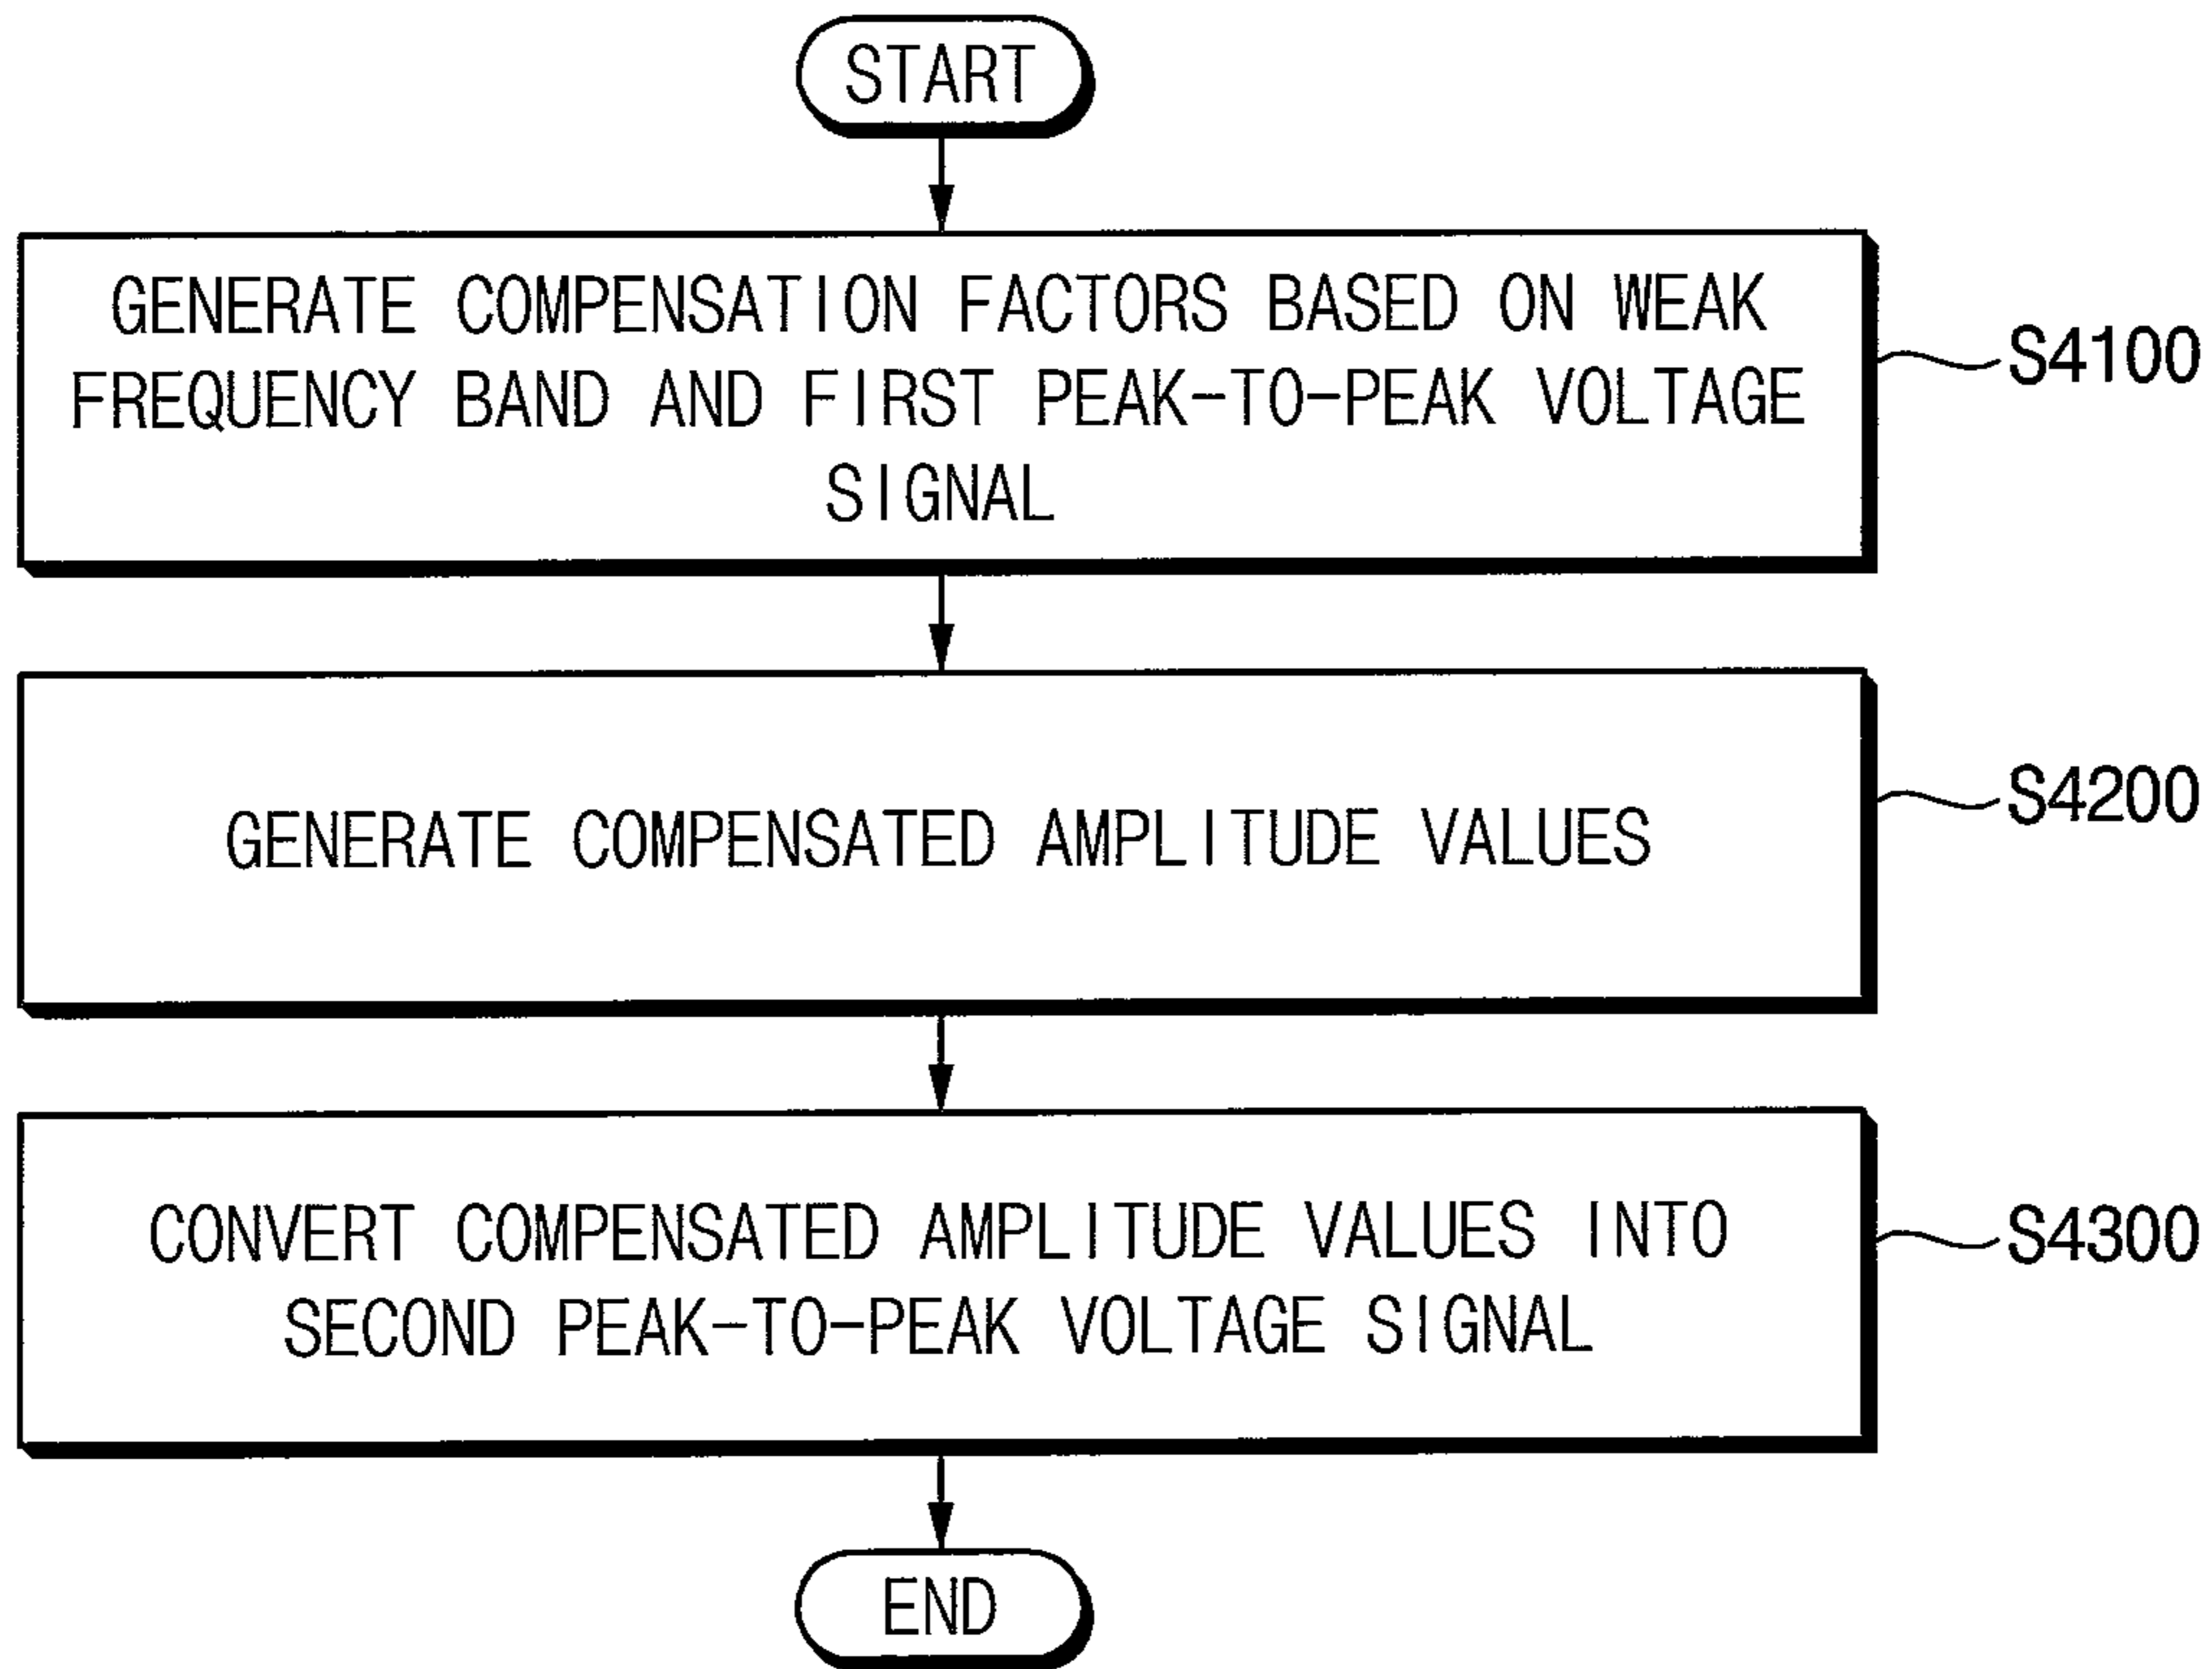 START
GENERATE COMPENSATION FACTORS BASED ON WEAK
FREQUENCY BAND AND FIRST PEAK-TO-PEAK VOLTAGE
SIGNAL
S4100
GENERATE COMPENSATED AMPLITUDE VALUES
S4200
CONVERT COMPENSATED AMPLITUDE VALUES INTO
SECOND PEAK-TO-PEAK VOLTAGE SIGNAL
S4300
END